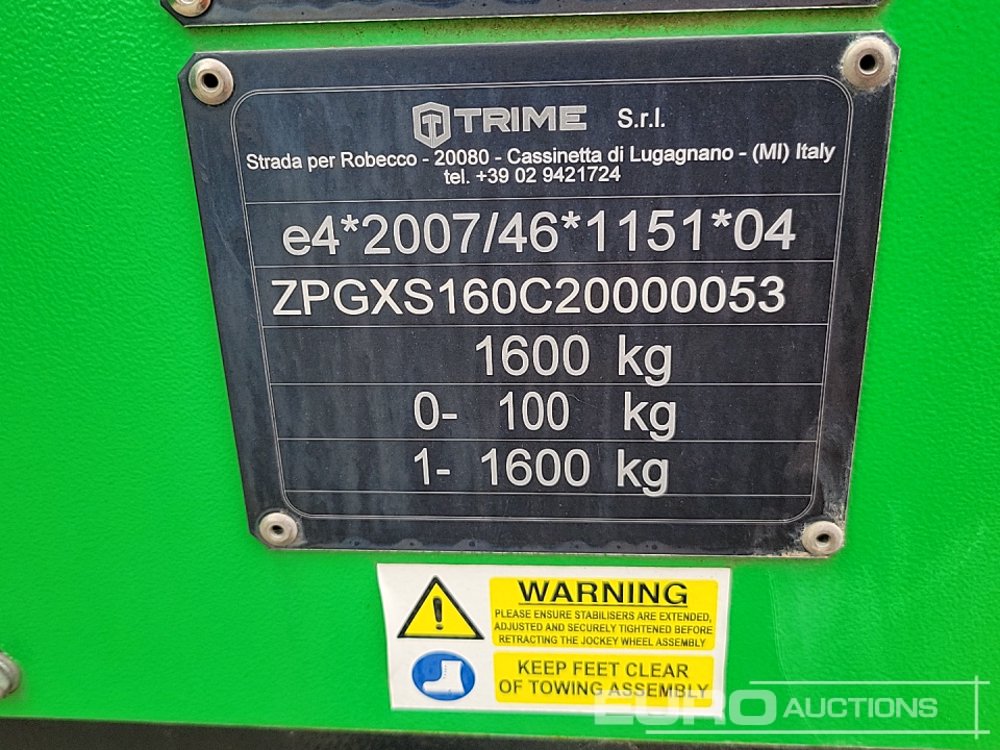 TRIME S.r.l.
Strada per Robecco - 20080 - Cassinetta di Lugagnano - (MI) Italy
tel. +39 02 9421724
e4*2007/46*1151*04
ZPGXS160C20000053
1600 kg
0- 100 kg
1- 1600 kg
WARNING
PLEASE ENSURE STABILISERS ARE EXTENDED,
ADJUSTED AND SECURELY TIGHTENED BEFORE
RETRACTING THE JOCKEY WHEEL ASSEMBLY
KEEP FEET CLEAR
OF TOWING ASSEMBLY
EURO AUCTIONS